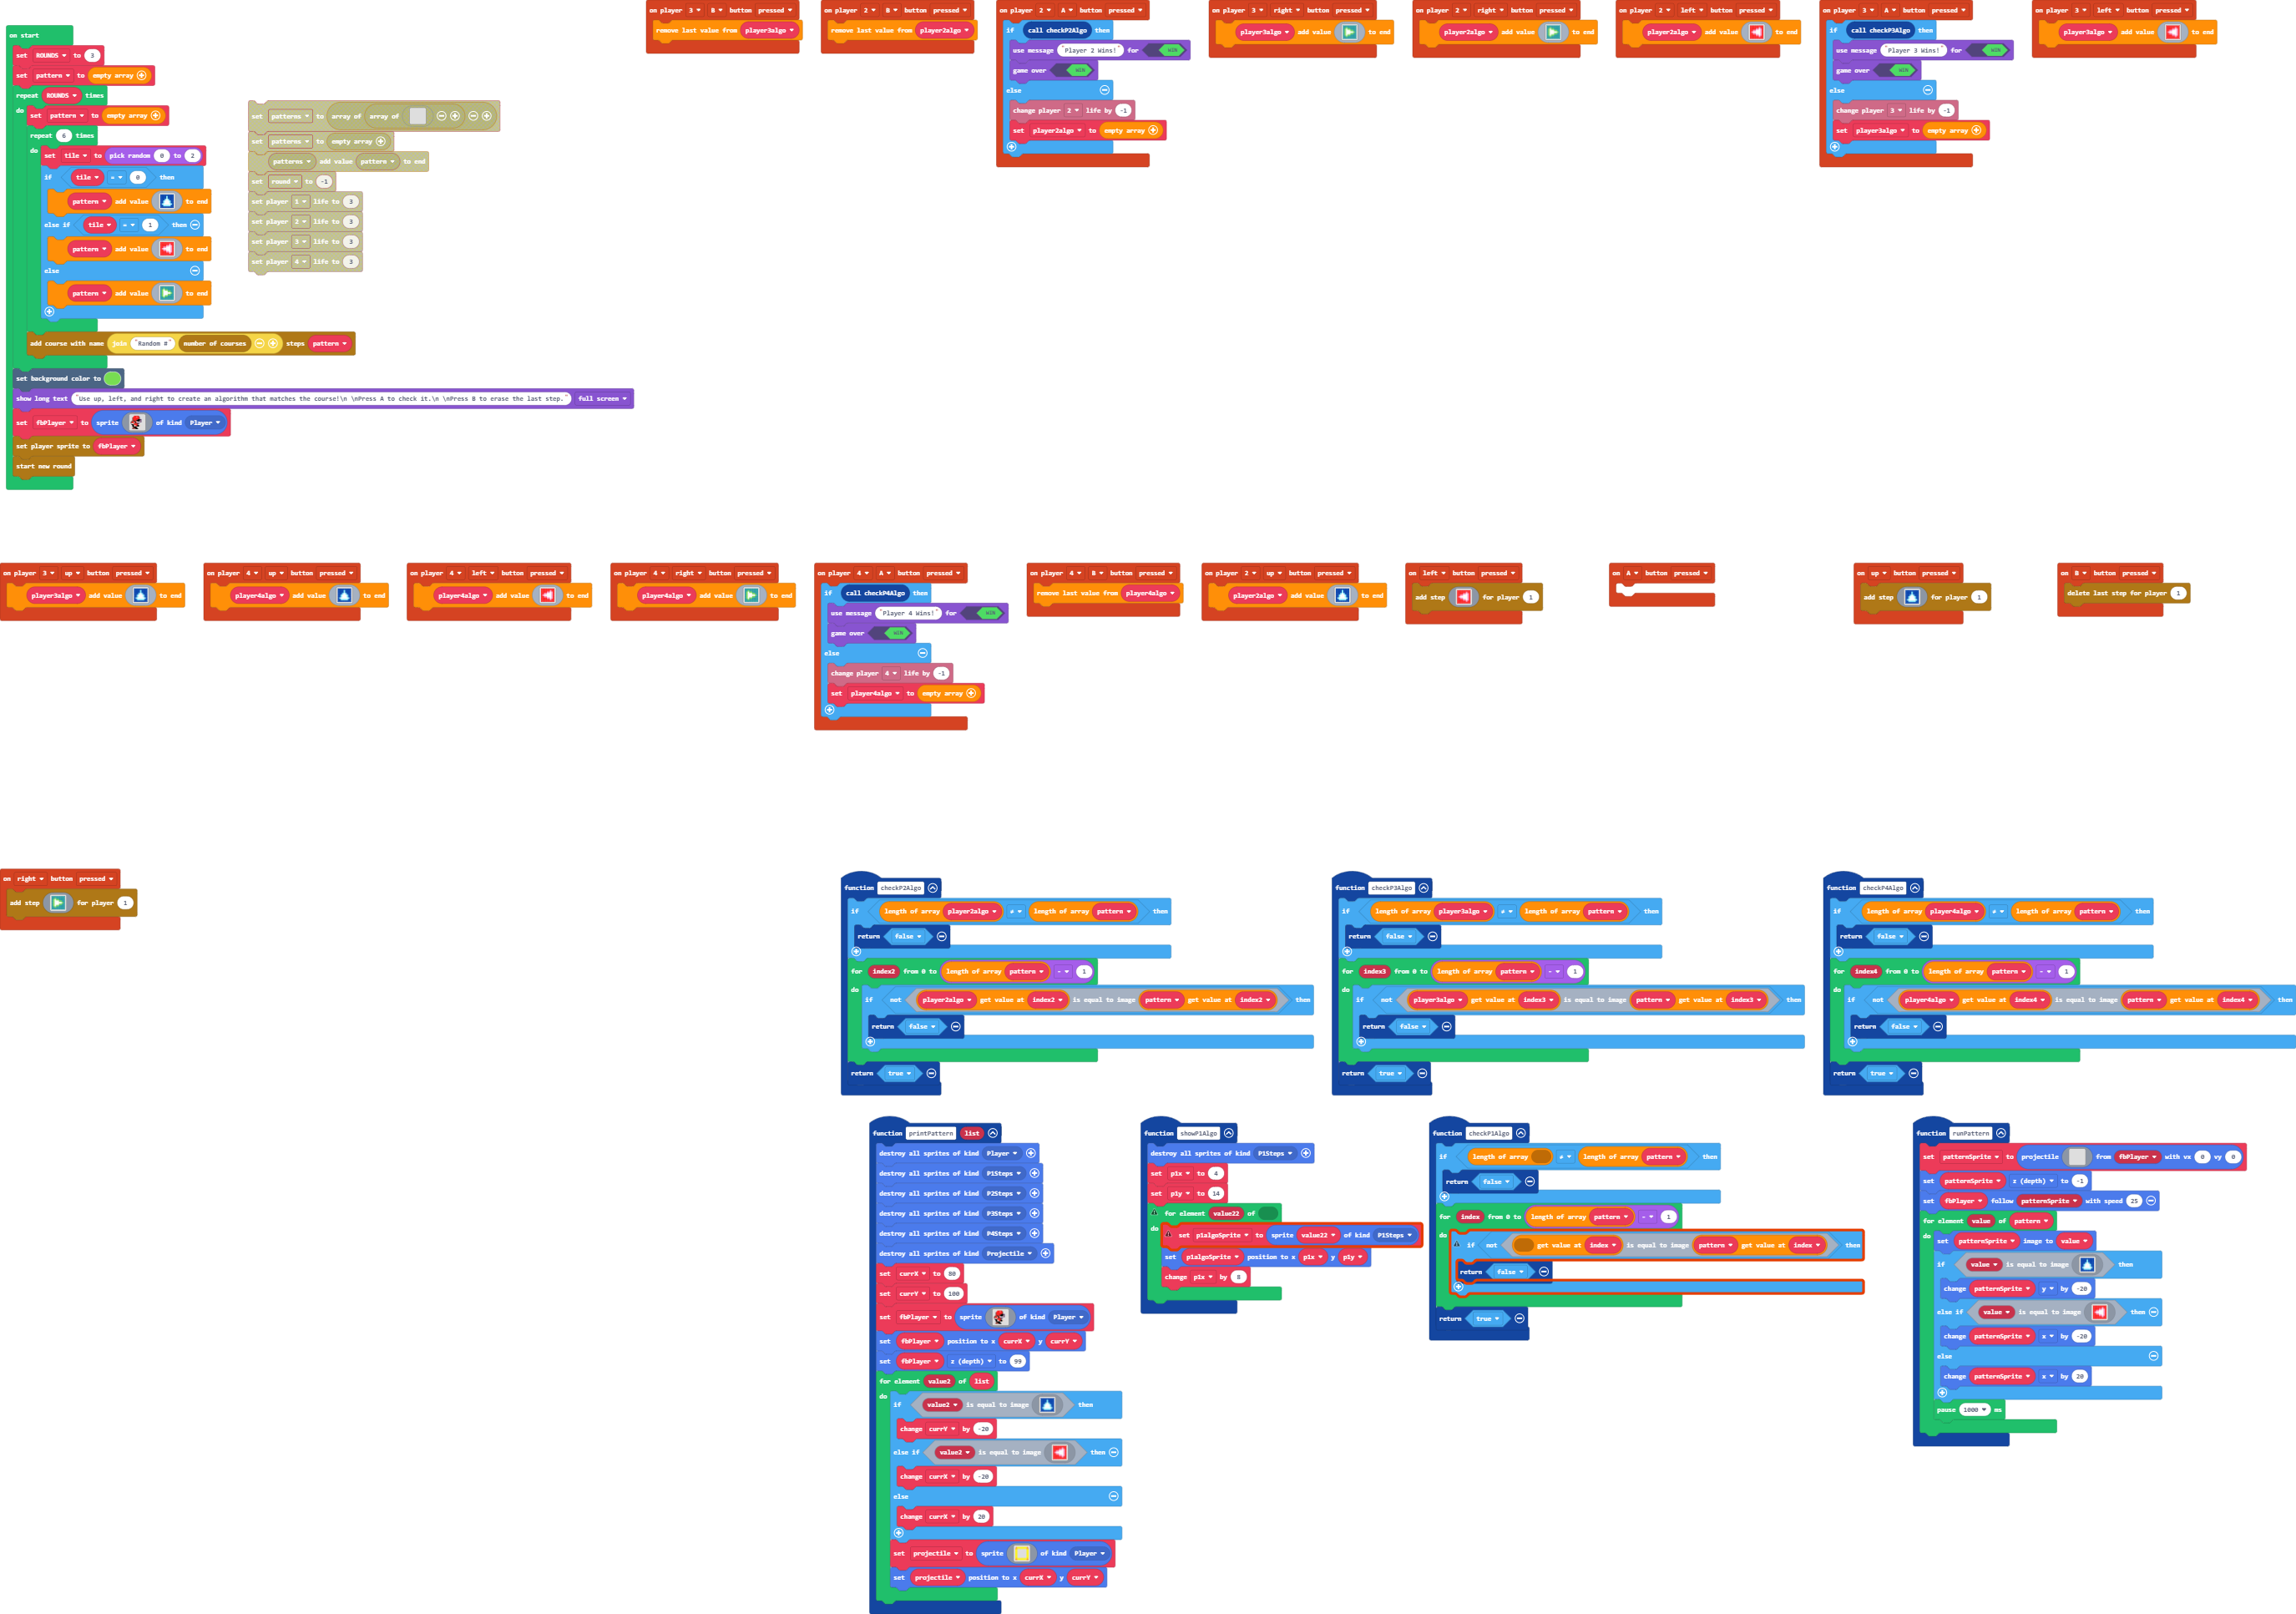 on start
set ROUNDS to 3
set pattern to empty array
repeat ROUNDS times
do set pattern to empty array
repeat 6 times
do set tile to pick random 0 to 2
if tile = 0 then
pattern add value to end
else if tile = 1 then
pattern add value to end
else
pattern add value to end
add course with name join "Random #" number of courses steps pattern
set background color to
show long text "Use up, left, and right to create an algorithm that matches the course!\n \nPress A to check it.\n \nPress B to erase the last step." full screen
set fbPlayer to sprite of kind Player
set player sprite to fbPlayer
start new round
set patterns to array of array of
set patterns to empty array
patterns add value pattern to end
set round to -1
set player 1 life to 3
set player 2 life to 3
set player 3 life to 3
set player 4 life to 3
on player 3 B button pressed
remove last value from player3algo
on player 2 B button pressed
remove last value from player2algo
on player 2 A button pressed
if call checkP2Algo then
use message "Player 2 Wins!" for WIN
game over WIN
else
change player 2 life by -1
set player2algo to empty array
on player 3 right button pressed
player3algo add value to end
on player 2 right button pressed
player2algo add value to end
on player 2 left button pressed
player2algo add value to end
on player 3 A button pressed
if call checkP3Algo then
use message "Player 3 Wins!" for WIN
game over WIN
else
change player 3 life by -1
set player3algo to empty array
on player 3 left button pressed
player3algo add value to end
on player 3 up button pressed
player3algo add value to end
on player 4 up button pressed
player4algo add value to end
on player 4 left button pressed
player4algo add value to end
on player 4 right button pressed
player4algo add value to end
on player 4 A button pressed
if call checkP4Algo then
use message "Player 4 Wins!" for WIN
game over WIN
else
change player 4 life by -1
set player4algo to empty array
on player 4 B button pressed
remove last value from player4algo
on player 2 up button pressed
player2algo add value to end
on left button pressed
add step for player 1
on A button pressed
on up button pressed
add step for player 1
on B button pressed
delete last step for player 1
on right button pressed
add step for player 1
function checkP2Algo
if length of array player2algo ≠ length of array pattern then
return false
for index2 from 0 to length of array pattern - 1
do if not player2algo get value at index2 is equal to image pattern get value at index2 then
return false
return true
function checkP3Algo
if length of array player3algo ≠ length of array pattern then
return false
for index3 from 0 to length of array pattern - 1
do if not player3algo get value at index3 is equal to image pattern get value at index3 then
return false
return true
function checkP4Algo
if length of array player4algo ≠ length of array pattern then
return false
for index4 from 0 to length of array pattern - 1
do if not player4algo get value at index4 is equal to image pattern get value at index4 then
return false
return true
function printPattern list
destroy all sprites of kind Player
destroy all sprites of kind P1Steps
destroy all sprites of kind P2Steps
destroy all sprites of kind P3Steps
destroy all sprites of kind P4Steps
destroy all sprites of kind Projectile
set currX to 80
set currY to 100
set fbPlayer to sprite of kind Player
set fbPlayer position to x currX y currY
set fbPlayer z (depth) to 99
for element value2 of list
do if value2 is equal to image then
change currY by -20
else if value2 is equal to image then
change currX by -20
else
change currX by 20
set projectile to sprite of kind Player
set projectile position to x currX y currY
function showP1Algo
destroy all sprites of kind P1Steps
set p1x to 4
set p1y to 14
for element value22 of
do set p1algoSprite to sprite value22 of kind P1Steps
set p1algoSprite position to x p1x y p1y
change p1x by 8
function checkP1Algo
if length of array ≠ length of array pattern then
return false
for index from 0 to length of array pattern - 1
do if not get value at index is equal to image pattern get value at index then
return false
return true
function runPattern
set patternSprite to projectile from fbPlayer with vx 0 vy 0
set patternSprite z (depth) to -1
set fbPlayer follow patternSprite with speed 25
for element value of pattern
do set patternSprite image to value
if value is equal to image then
change patternSprite y by -20
else if value is equal to image then
change patternSprite x by -20
else
change patternSprite x by 20
pause 1000 ms